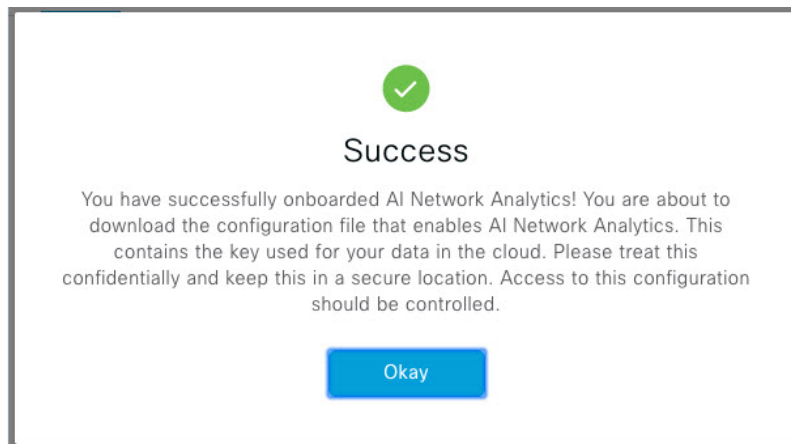 Success
You have successfully onboarded AI Network Analytics! You are about to
download the configuration file that enables AI Network Analytics. This
contains the key used for your data in the cloud. Please treat this
confidentially and keep this in a secure location. Access to this configuration
should be controlled.
Okay